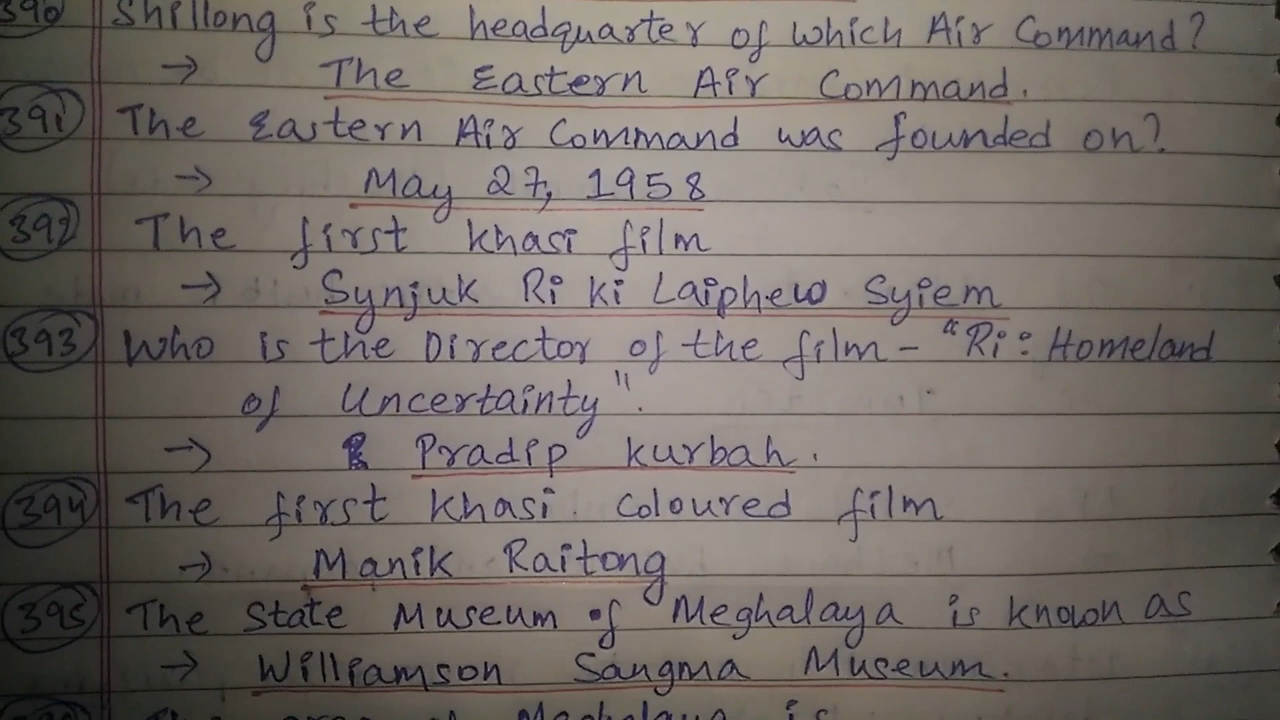 390 Shillong is the headquarter of which Air Command?
→ The Eastern Air Command.
391 The Eastern Air Command was founded on?
→ May 27, 1958
392 The first khasi film
→ Synjuk Ri ki Laiphew Syiem
393 Who is the Director of the film - "Ri: Homeland
of Uncertainty".
→ Pradip kurbah.
394 The first khasi coloured film
→ Manik Raitong
395 The State Museum of Meghalaya is known as
→ Williamson Sangma Museum.
Meghalaya is